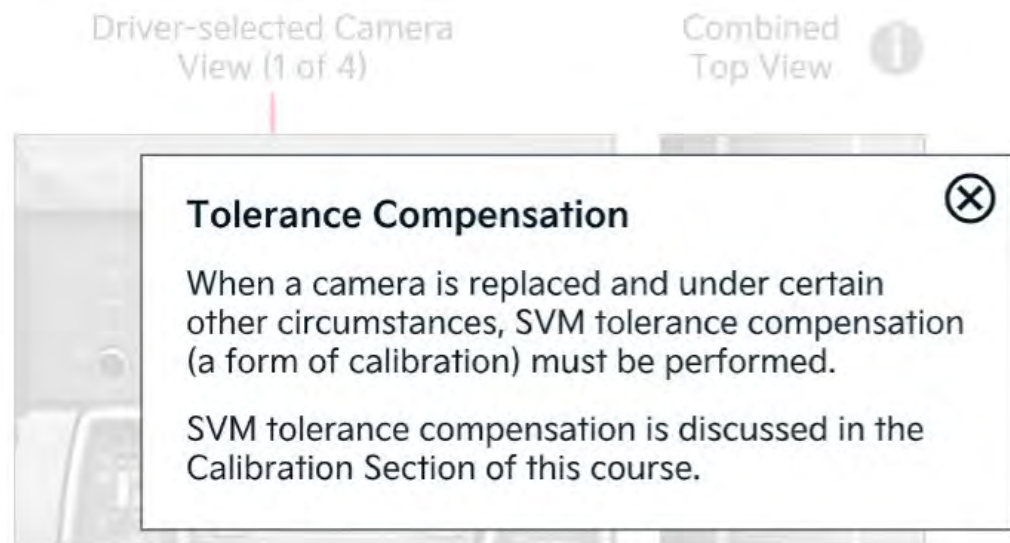 Driver-selected Camera
View (1 of 4)
Combined
Top View
Tolerance Compensation
When a camera is replaced and under certain
other circumstances, SVM tolerance compensation
(a form of calibration) must be performed.
SVM tolerance compensation is discussed in the
Calibration Section of this course.